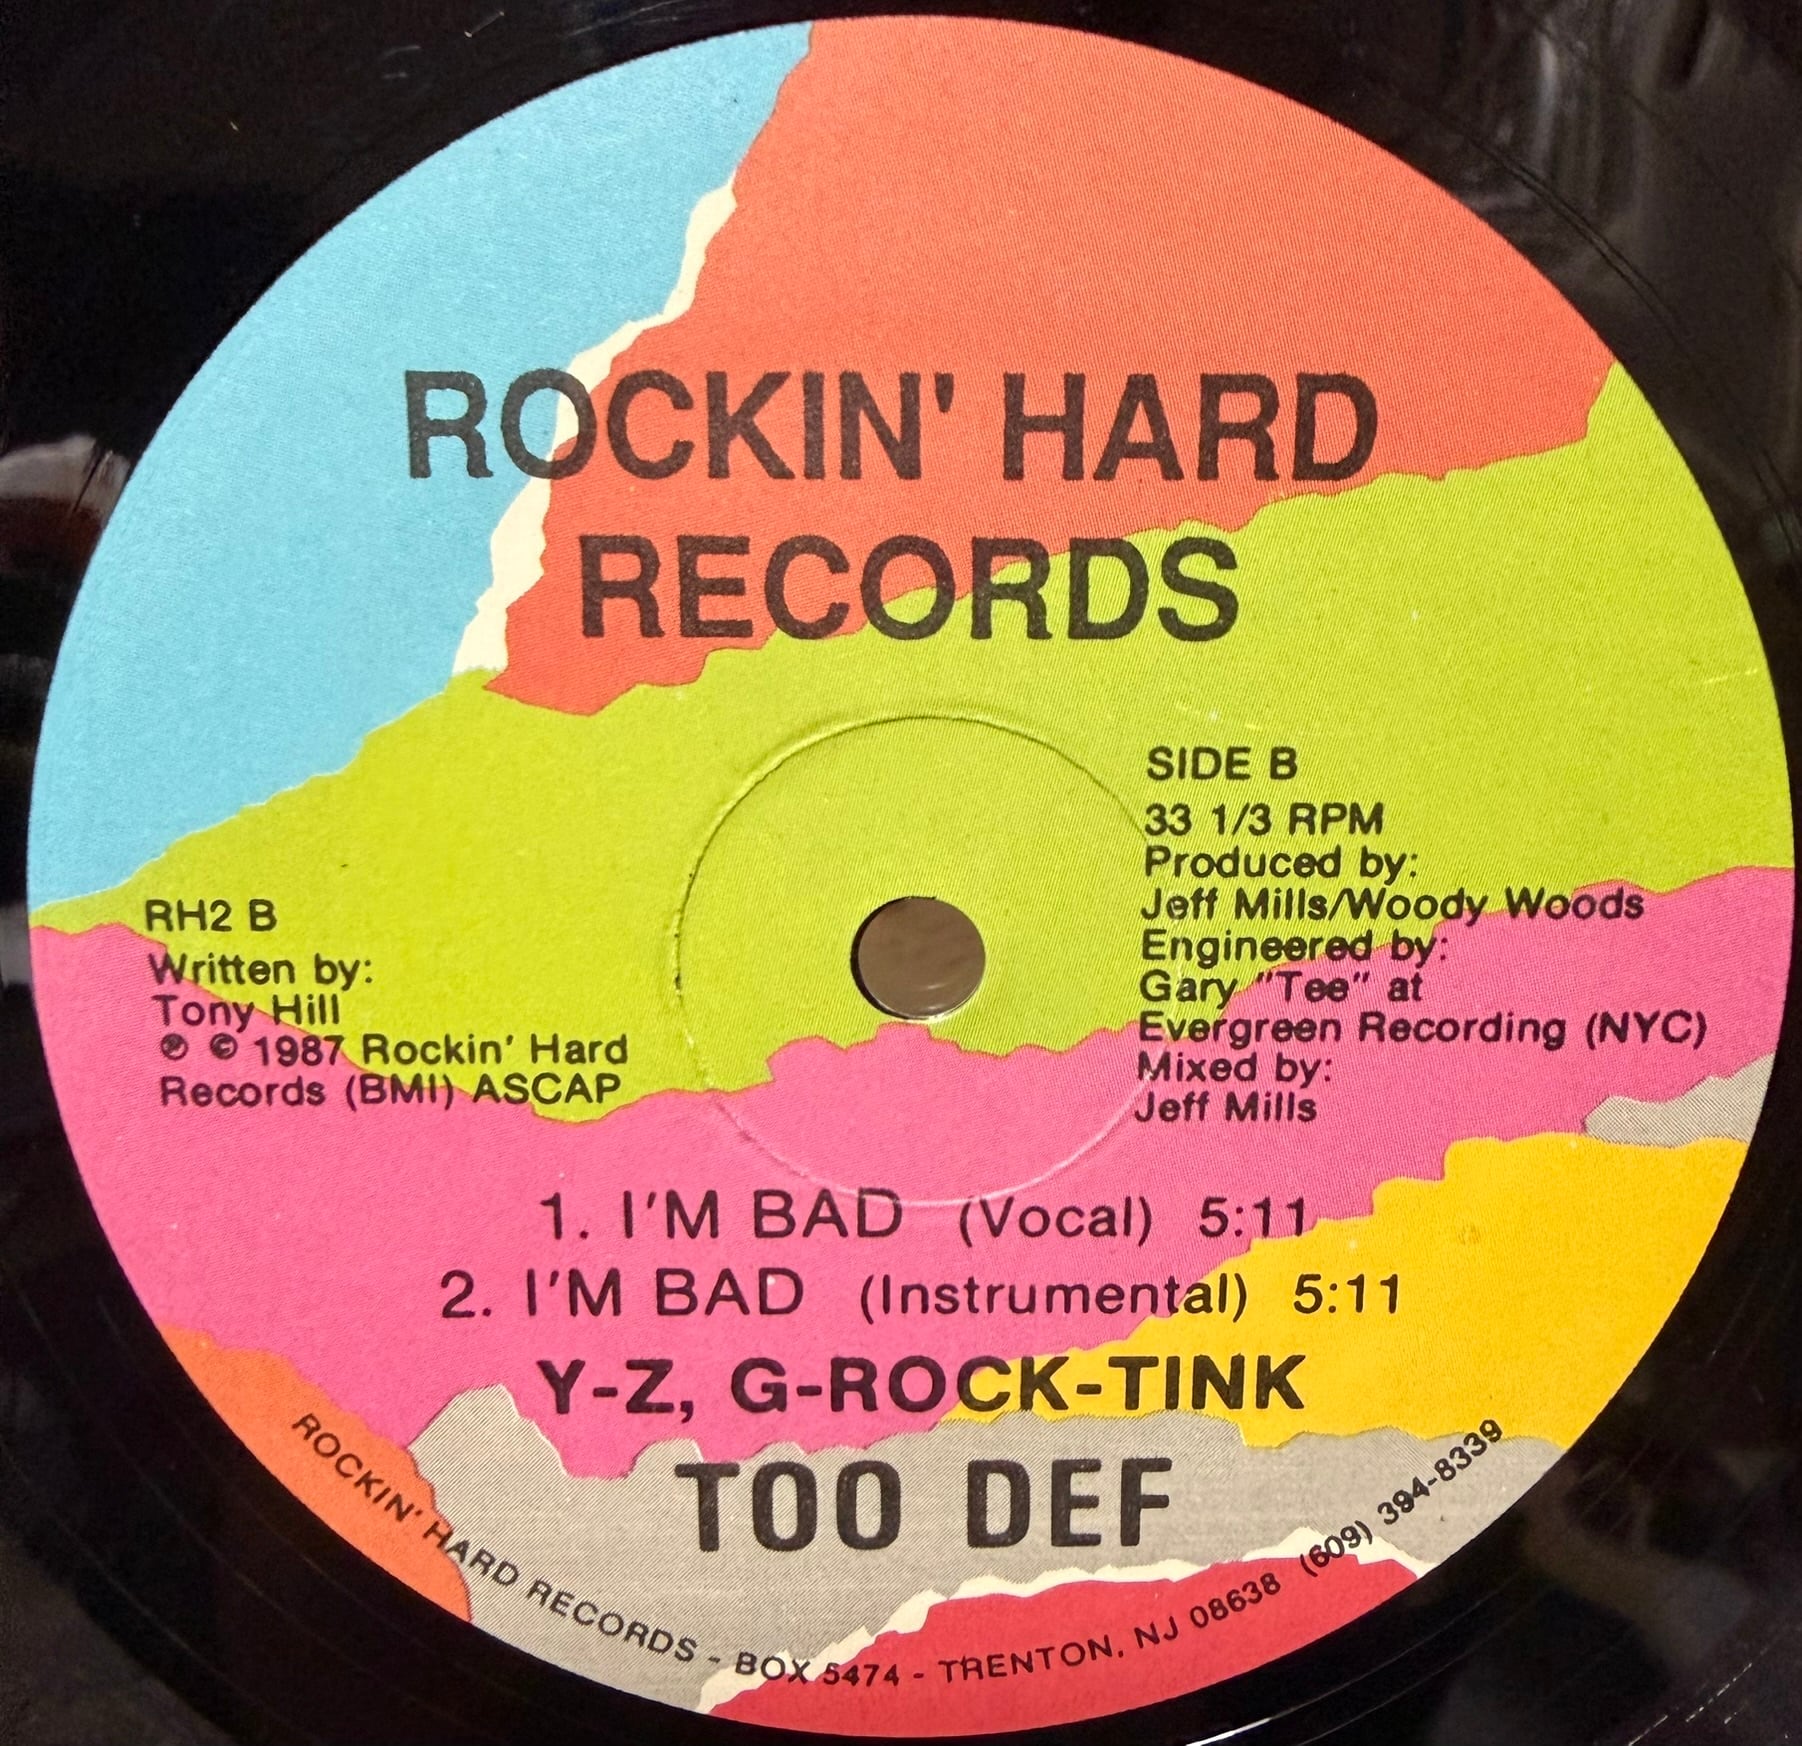 ROCKIN' HARD
RECORDS
SIDE B
33 1/3 RPM
Produced by:
Jeff Mills/Woody Woods
Engineered by:
Gary "Tee" at
Evergreen Recording (NYC)
Mixed by:
Jeff Mills
RH2 B
Written by:
Tony Hill
℗ © 1987 Rockin' Hard
Records (BMI) ASCAP
1. I'M BAD (Vocal) 5:11
2. I'M BAD (Instrumental) 5:11
Y-Z, G-ROCK-TINK
TOO DEF
ROCKIN' HARD RECORDS - BOX 5474 - TRENTON, NJ 08638 (609) 394-8339